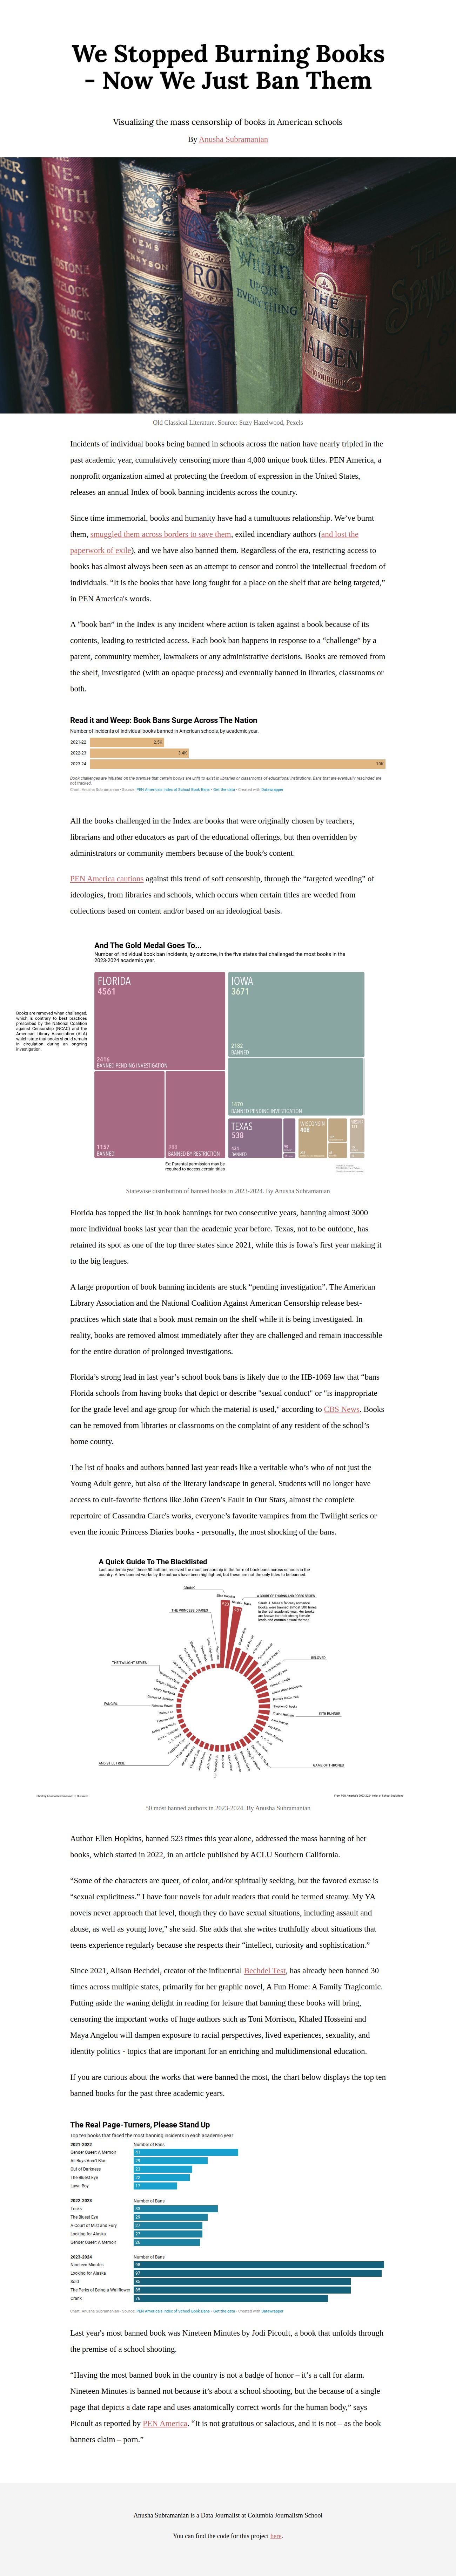 We Stopped Burning Books
- Now We Just Ban Them
Visualizing the mass censorship of books in American schools
By Anusha Subramanian
POEMS
TENNYSON
BYRON
Within
UPON
EVERYTHING
THE
SPANISH
MAIDEN
Old Classical Literature. Source: Suzy Hazelwood, Pexels
Incidents of individual books being banned in schools across the nation have nearly tripled in the
past academic year, cumulatively censoring more than 4,000 unique book titles. PEN America, a
nonprofit organization aimed at protecting the freedom of expression in the United States,
releases an annual Index of book banning incidents across the country.
Since time immemorial, books and humanity have had a tumultuous relationship. We've burnt
them, smuggled them across borders to save them, exiled incendiary authors (and lost the
paperwork of exile), and we have also banned them. Regardless of the era, restricting access to
books has almost always been seen as an attempt to censor and control the intellectual freedom of
individuals. “It is the books that have long fought for a place on the shelf that are being targeted,”
in PEN America's words.
A “book ban” in the Index is any incident where action is taken against a book because of its
contents, leading to restricted access. Each book ban happens in response to a “challenge” by a
parent, community member, lawmakers or any administrative decisions. Books are removed from
the shelf, investigated (with an opaque process) and eventually banned in libraries, classrooms or
both.
Read it and Weep: Book Bans Surge Across The Nation
Number of incidents of individual books banned in American schools, by academic year.
2021-22 2.5K
2022-23 3.4K
2023-24 10K
Book challenges are initiated on the premise that certain books are unfit to exist in libraries or classrooms of educational institutions. Bans that are eventually rescinded are
not tracked.
Chart: Anusha Subramanian • Source: PEN America's Index of School Book Bans • Get the data • Created with Datawrapper
All the books challenged in the Index are books that were originally chosen by teachers,
librarians and other educators as part of the educational offerings, but then overridden by
administrators or community members because of the book's content.
PEN America cautions against this trend of soft censorship, through the “targeted weeding” of
ideologies, from libraries and schools, which occurs when certain titles are weeded from
collections based on content and/or based on an ideological basis.
And The Gold Medal Goes To...
Number of individual book ban incidents, by outcome, in the five states that challenged the most books in the
2023-2024 academic year.
Books are removed when challenged,
which is contrary to best practices
prescribed by the National Coalition
against Censorship (NCAC) and the
American Library Association (ALA)
which state that books should remain
in circulation during an ongoing
investigation.
FLORIDA
4561
2416
BANNED PENDING INVESTIGATION
1157
BANNED
988
BANNED BY RESTRICTION
IOWA
3671
2182
BANNED
1470
BANNED PENDING INVESTIGATION
TEXAS
538
434
BANNED
WISCONSIN
408
Ex: Parental permission may be
required to access certain titles
Statewise distribution of banned books in 2023-2024. By Anusha Subramanian
Florida has topped the list in book bannings for two consecutive years, banning almost 3000
more individual books last year than the academic year before. Texas, not to be outdone, has
retained its spot as one of the top three states since 2021, while this is Iowa's first year making it
to the big leagues.
A large proportion of book banning incidents are stuck “pending investigation”. The American
Library Association and the National Coalition Against American Censorship release best-
practices which state that a book must remain on the shelf while it is being investigated. In
reality, books are removed almost immediately after they are challenged and remain inaccessible
for the entire duration of prolonged investigations.
Florida's strong lead in last year's school book bans is likely due to the HB-1069 law that “bans
Florida schools from having books that depict or describe "sexual conduct" or "is inappropriate
for the grade level and age group for which the material is used," according to CBS News. Books
can be removed from libraries or classrooms on the complaint of any resident of the school's
home county.
The list of books and authors banned last year reads like a veritable who's who of not just the
Young Adult genre, but also of the literary landscape in general. Students will no longer have
access to cult-favorite fictions like John Green's Fault in Our Stars, almost the complete
repertoire of Cassandra Clare's works, everyone's favorite vampires from the Twilight series or
even the iconic Princess Diaries books - personally, the most shocking of the bans.
A Quick Guide To The Blacklisted
Last academic year, these 50 authors received the most censorship in the form of book bans across schools in the
country. A few banned works by the authors have been highlighted, but these are not the only titles to be banned.
CRANK
Ellen Hopkins
Sarah J. Maas
A COURT OF THORNS AND ROSES SERIES
Sarah J. Maas's fantasy romance
books were banned almost 500 times
in the last academic year. Her books
are known for their strong female
leads and contain sexual themes.
THE PRINCESS DIARIES
THE TWILIGHT SERIES
BELOVED
FANGIRL
KITE RUNNER
AND STILL I RISE
GAME OF THRONES
50 most banned authors in 2023-2024. By Anusha Subramanian
Author Ellen Hopkins, banned 523 times this year alone, addressed the mass banning of her
books, which started in 2022, in an article published by ACLU Southern California.
“Some of the characters are queer, of color, and/or spiritually seeking, but the favored excuse is
“sexual explicitness.” I have four novels for adult readers that could be termed steamy. My YA
novels never approach that level, though they do have sexual situations, including assault and
abuse, as well as young love," she said. She adds that she writes truthfully about situations that
teens experience regularly because she respects their “intellect, curiosity and sophistication.”
Since 2021, Alison Bechdel, creator of the influential Bechdel Test, has already been banned 30
times across multiple states, primarily for her graphic novel, A Fun Home: A Family Tragicomic.
Putting aside the waning delight in reading for leisure that banning these books will bring,
censoring the important works of huge authors such as Toni Morrison, Khaled Hosseini and
Maya Angelou will dampen exposure to racial perspectives, lived experiences, sexuality, and
identity politics - topics that are important for an enriching and multidimensional education.
If you are curious about the works that were banned the most, the chart below displays the top ten
banned books for the past three academic years.
The Real Page-Turners, Please Stand Up
Top ten books that faced the most banning incidents in each academic year
2021-2022 Number of Bans
Gender Queer: A Memoir 41
All Boys Aren't Blue 29
Out of Darkness 23
The Bluest Eye 22
Lawn Boy 17
2022-2023 Number of Bans
Tricks 33
The Bluest Eye 29
A Court of Mist and Fury 27
Looking for Alaska 27
Gender Queer: A Memoir 26
2023-2024 Number of Bans
Nineteen Minutes 98
Looking for Alaska 97
Sold 85
The Perks of Being a Wallflower 85
Crank 76
Chart: Anusha Subramanian • Source: PEN America's Index of School Book Bans • Get the data • Created with Datawrapper
Last year's most banned book was Nineteen Minutes by Jodi Picoult, a book that unfolds through
the premise of a school shooting.
“Having the most banned book in the country is not a badge of honor – it's a call for alarm.
Nineteen Minutes is banned not because it's about a school shooting, but the because of a single
page that depicts a date rape and uses anatomically correct words for the human body,” says
Picoult as reported by PEN America. “It is not gratuitous or salacious, and it is not – as the book
banners claim – porn.”
Anusha Subramanian is a Data Journalist at Columbia Journalism School
You can find the code for this project here.